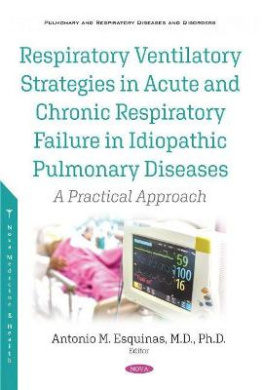 Pulmonary and Respiratory Diseases and Disorders
Respiratory Ventilatory
Strategies in Acute and
Chronic Respiratory
Failure in Idiopathic
Pulmonary Diseases
A Practical Approach
Nova Medicine & Health
59
100
16
Antonio M. Esquinas, M.D., Ph.D.
Editor
NOVA